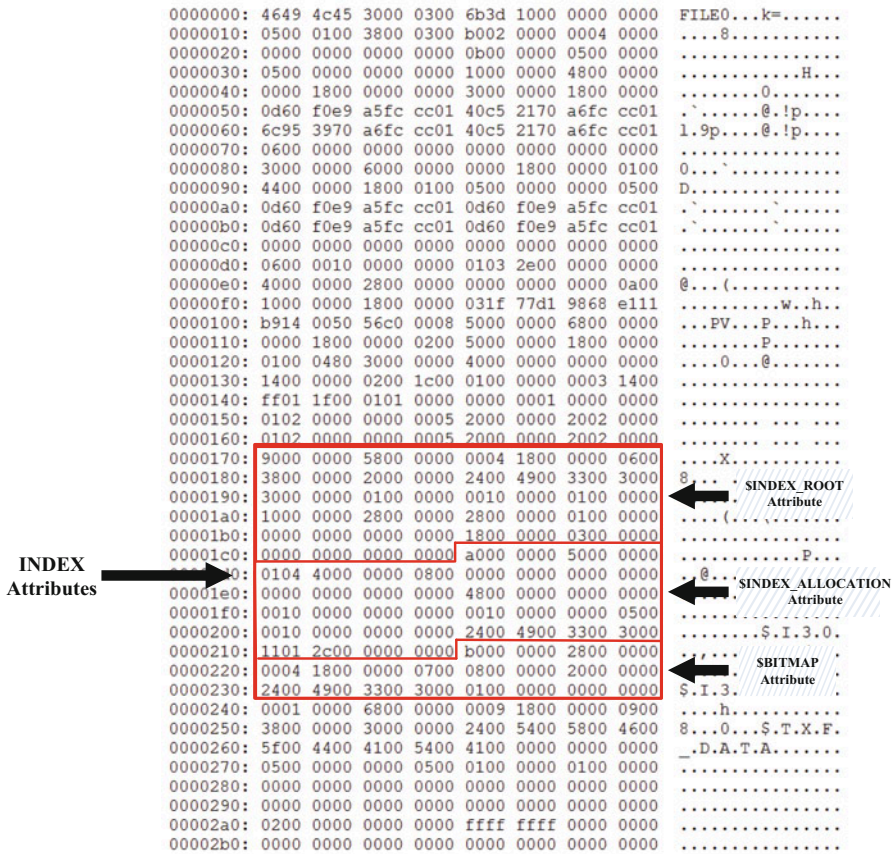 0000000: 4649 4c45 3000 0300 6b3d 1000 0000 0000 FILE0...k=......
0000010: 0500 0100 3800 0300 b002 0000 0004 0000 ....8...........
0000020: 0000 0000 0000 0000 0b00 0000 0500 0000 ................
0000030: 0500 0000 0000 0000 1000 0000 4800 0000 ............H...
0000040: 0000 1800 0000 0000 3000 0000 1800 0000 ........0.......
0000050: 0d60 f0e9 a5fc cc01 40c5 2170 a6fc cc01 .`......@.!p....
0000060: 6c95 3970 a6fc cc01 40c5 2170 a6fc cc01 l.9p....@.!p....
0000070: 0600 0000 0000 0000 0000 0000 0000 0000 ................
0000080: 3000 0000 6000 0000 0000 1800 0000 0100 0...`...........
0000090: 4400 0000 1800 0100 0500 0000 0000 0500 D...............
00000a0: 0d60 f0e9 a5fc cc01 0d60 f0e9 a5fc cc01 .`.......`......
00000b0: 0d60 f0e9 a5fc cc01 0d60 f0e9 a5fc cc01 .`.......`......
00000c0: 0000 0000 0000 0000 0000 0000 0000 0000 ................
00000d0: 0600 0010 0000 0000 0103 2e00 0000 0000 ................
00000e0: 4000 0000 2800 0000 0000 0000 0000 0a00 @...(...........
00000f0: 1000 0000 1800 0000 031f 77d1 9868 e111 ..........w..h..
0000100: b914 0050 56c0 0008 5000 0000 6800 0000 ...PV...P...h...
0000110: 0000 1800 0000 0200 5000 0000 1800 0000 ........P.......
0000120: 0100 0480 3000 0000 4000 0000 0000 0000 ....0...@.......
0000130: 1400 0000 0200 1c00 0100 0000 0003 1400 ................
0000140: ff01 1f00 0101 0000 0000 0001 0000 0000 ................
0000150: 0102 0000 0000 0005 2000 0000 2002 0000 ........ ... ...
0000160: 0102 0000 0000 0005 2000 0000 2002 0000 ........ ... ...
0000170: 9000 0000 5800 0000 0004 1800 0000 0600 ....X...........
0000180: 3800 0000 2000 0000 2400 4900 3300 3000 8...
0000190: 3000 0000 0100 0000 0010 0000 0100 0000
$INDEX_ROOT
Attribute
00001a0: 1000 0000 2800 0000 2800 0000 0100 0000 ....(...
00001b0: 0000 0000 0000 0000 1800 0000 0300 0000 ................
00001c0: 0000 0000 0000 0000 a000 0000 5000 0000 ............P...
INDEX
Attributes
0: 0104 4000 0000 0800 0000 0000 0000 0000 ..@...
00001e0: 0000 0000 0000 0000 4800 0000 0000 0000
$INDEX_ALLOCATION
Attribute
00001f0: 0010 0000 0000 0000 0010 0000 0000 0500
0000200: 0010 0000 0000 0000 2400 4900 3300 3000 ........$.I.3.0.
0000210: 1101 2c00 0000 0000 b000 0000 2800 0000 ..,...
0000220: 0004 1800 0000 0700 0800 0000 2000 0000
$BITMAP
Attribute
0000230: 2400 4900 3300 3000 0100 0000 0000 0000 $.I.3.
0000240: 0001 0000 6800 0000 0009 1800 0000 0900 ....h...........
0000250: 3800 0000 3000 0000 2400 5400 5800 4600 8...0...$.T.X.F.
0000260: 5f00 4400 4100 5400 4100 0000 0000 0000 _.D.A.T.A.......
0000270: 0500 0000 0000 0500 0100 0000 0100 0000 ................
0000280: 0000 0000 0000 0000 0000 0000 0000 0000 ................
0000290: 0000 0000 0000 0000 0000 0000 0000 0000 ................
00002a0: 0200 0000 0000 0000 ffff ffff 0000 0000 ................
00002b0: 0000 0000 0000 0000 0000 0000 0000 0000 ................